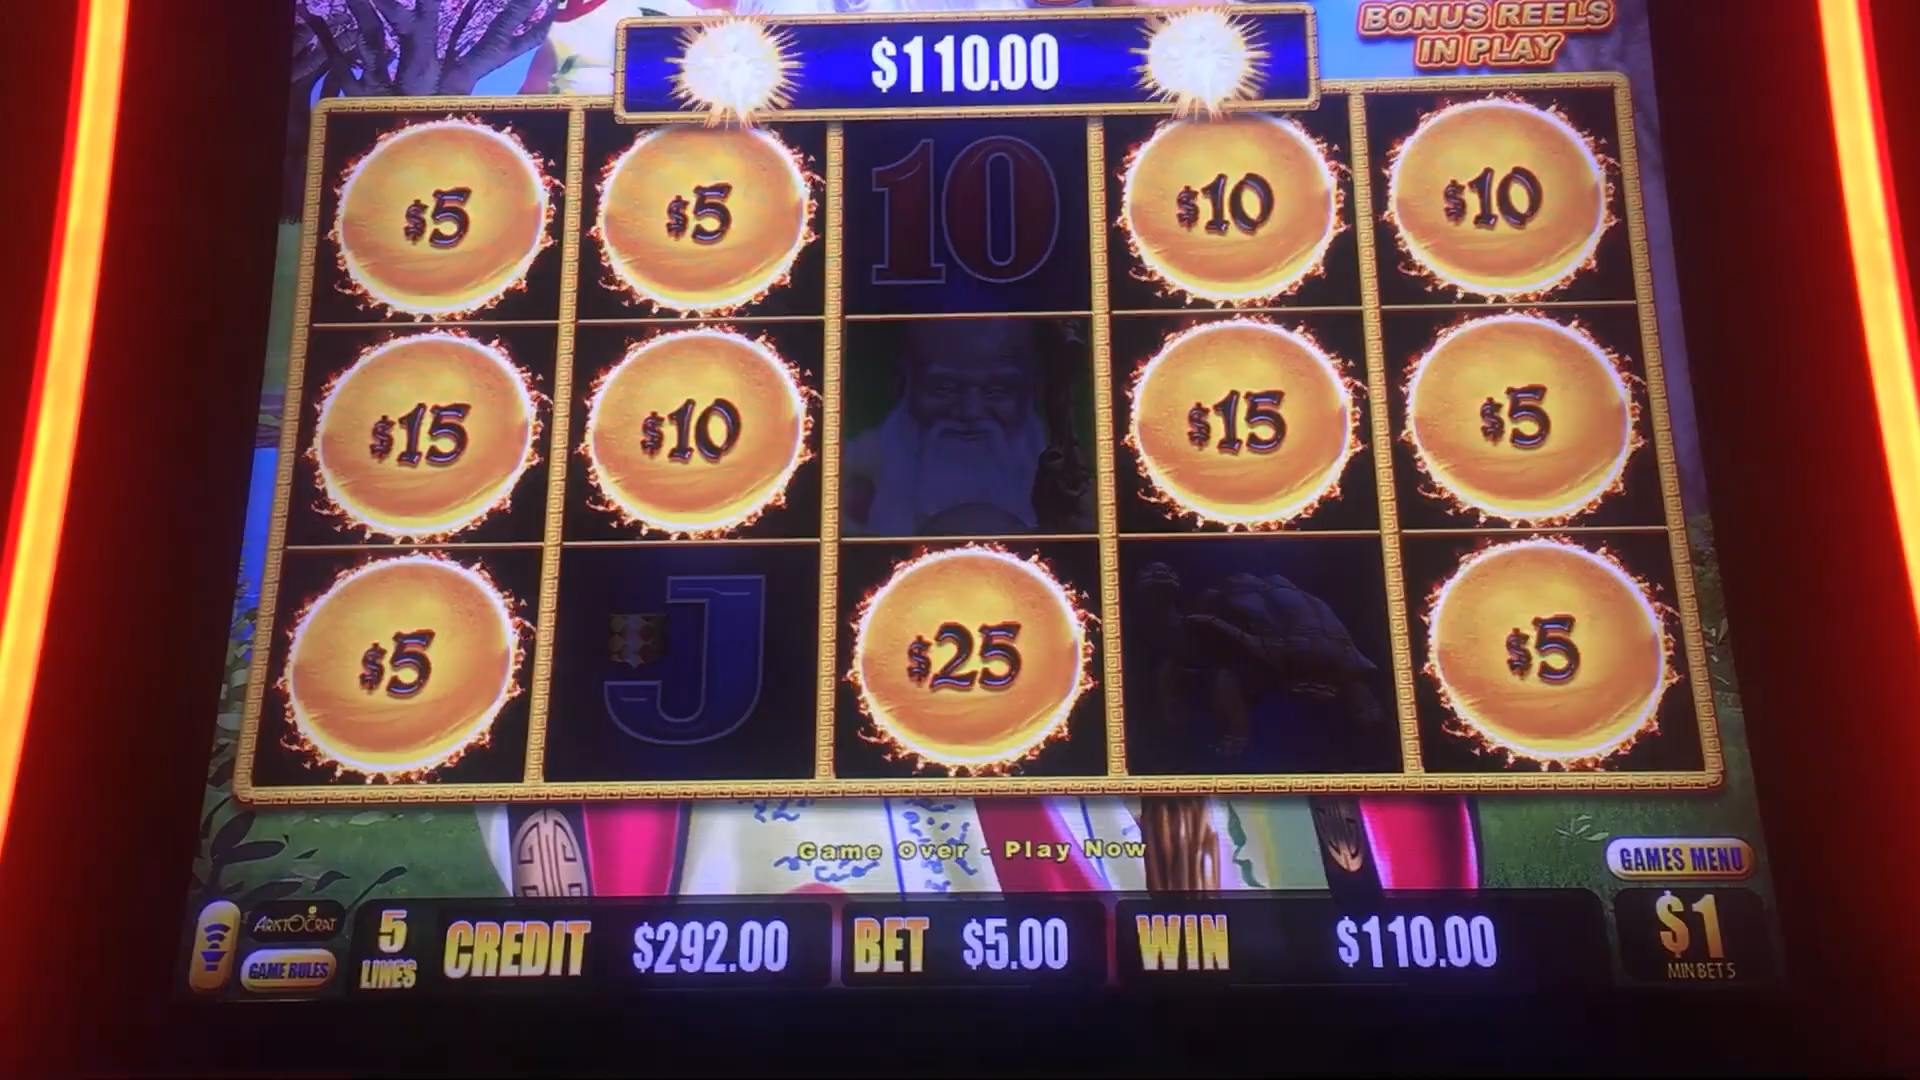 BONUS REELS
IN PLAY
$110.00
$5 $5 10 $10 $10
$15 $10 $15 $5
$5 J $25 $5
Game Over - Play Now
GAMES MENU
ARISTOCRAT
GAME RULES
5
LINES
CREDIT $292.00
BET $5.00
WIN $110.00
$1
MIN BET 5